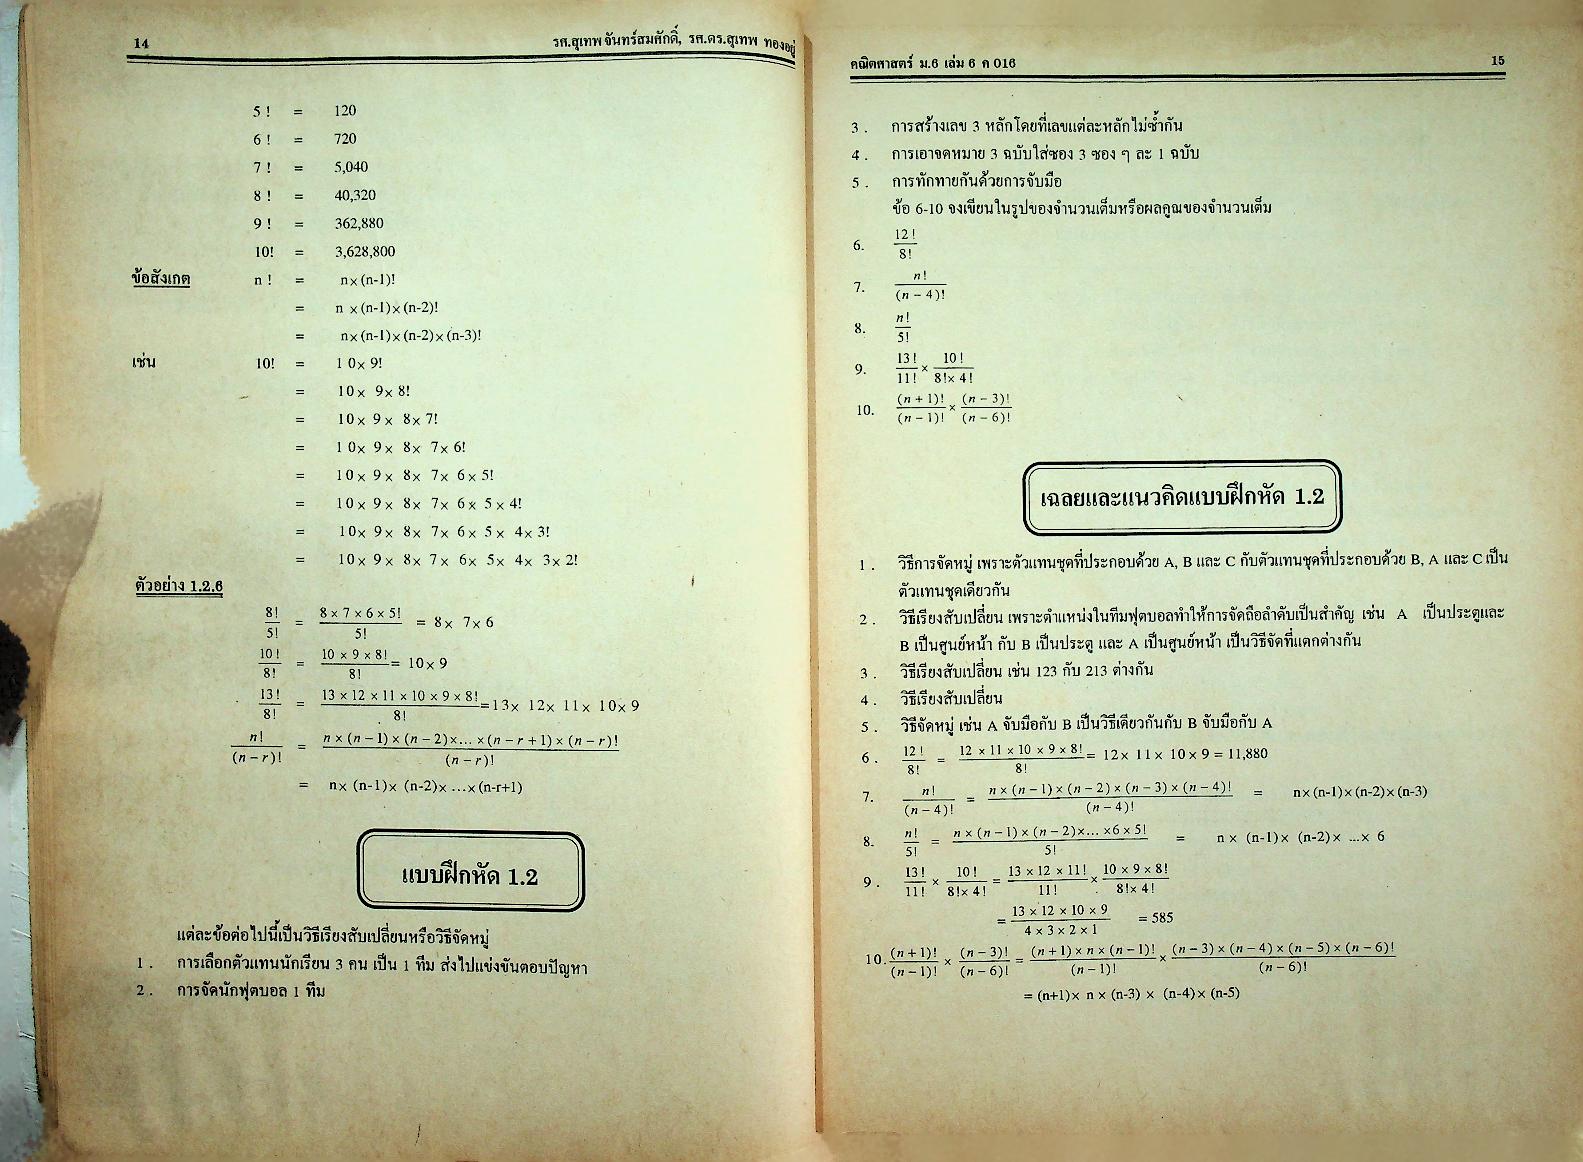 14
รศ.สุเทพ จันทร์สมศักดิ์, รศ.ดร.สุเทพ ทองอยู่
5 ! = 120
6 ! = 720
7 ! = 5,040
8 ! = 40,320
9 ! = 362,880
10! = 3,628,800
ข้อสังเกต n ! = n×(n-1)!
= n ×(n-1)×(n-2)!
= n×(n-1)×(n-2)×(n-3)!
เช่น 10! = 1 0× 9!
= 10× 9× 8!
= 10× 9× 8× 7!
= 1 0× 9× 8× 7× 6!
= 10× 9× 8× 7× 6× 5!
= 10× 9× 8× 7× 6× 5× 4!
= 10× 9× 8× 7× 6× 5× 4× 3!
= 10× 9× 8× 7× 6× 5× 4× 3× 2!
ตัวอย่าง 1.2.6
8!/5! = 8×7×6×5!/5! = 8× 7×6
10!/8! = 10×9×8!/8! = 10×9
13!/8! = 13×12×11×10×9×8!/8! =13× 12× 11× 10×9
n!/(n−r)! = n×(n−1)×(n−2)×...×(n−r+1)×(n−r)!/(n−r)!
= n× (n-1)× (n-2)× ...×(n-r+1)
แบบฝึกหัด 1.2
แต่ละข้อต่อไปนี้เป็นวิธีเรียงสับเปลี่ยนหรือวิธีจัดหมู่
1 . การเลือกตัวแทนนักเรียน 3 คน เป็น 1 ทีม ส่งไปแข่งขันตอบปัญหา
2 . การจัดนักฟุตบอล 1 ทีม
คณิตศาสตร์ ม.6 เล่ม 6 ค 016
15
3 . การสร้างเลข 3 หลักโดยที่เลขแต่ละหลักไม่ซ้ำกัน
4 . การเอาจดหมาย 3 ฉบับใส่ซอง 3 ซอง ๆ ละ 1 ฉบับ
5 . การทักทายกันด้วยการจับมือ
ข้อ 6-10 จงเขียนในรูปของจำนวนเต็มหรือผลคูณของจำนวนเต็ม
6. 12!/8!
7. n!/(n−4)!
8. n!/5!
9. 13!/11! × 10!/8!×4!
10. (n+1)!/(n−1)! × (n−3)!/(n−6)!
เฉลยและแนวคิดแบบฝึกหัด 1.2
1 . วิธีการจัดหมู่ เพราะตัวแทนชุดที่ประกอบด้วย A, B และ C กับตัวแทนชุดที่ประกอบด้วย B, A และ C เป็น
ตัวแทนชุดเดียวกัน
2 . วิธีเรียงสับเปลี่ยน เพราะตำแหน่งในทีมฟุตบอลทำให้การจัดถือลำดับเป็นสำคัญ เช่น A เป็นประตูและ
B เป็นศูนย์หน้า กับ B เป็นประตู และ A เป็นศูนย์หน้า เป็นวิธีจัดที่แตกต่างกัน
3 . วิธีเรียงสับเปลี่ยน เช่น 123 กับ 213 ต่างกัน
4 . วิธีเรียงสับเปลี่ยน
5 . วิธีจัดหมู่ เช่น A จับมือกับ B เป็นวิธีเดียวกันกับ B จับมือกับ A
6 . 12!/8! = 12×11×10×9×8!/8! = 12× 11× 10×9 = 11,880
7. n!/(n−4)! = n×(n−1)×(n−2)×(n−3)×(n−4)!/(n−4)! = n×(n-1)×(n-2)×(n-3)
8. n!/5! = n×(n−1)×(n−2)×...×6×5!/5! = n× (n-1)× (n-2)× ...× 6
9 . 13!/11! × 10!/8!×4! = 13×12×11!/11! × 10×9×8!/8!×4!
= 13×12×10×9/4×3×2×1 = 585
10. (n+1)!/(n−1)! × (n−3)!/(n−6)! = (n+1)×n×(n−1)!/(n−1)! × (n−3)×(n−4)×(n−5)×(n−6)!/(n−6)!
= (n+1)× n × (n-3) × (n-4)× (n-5)